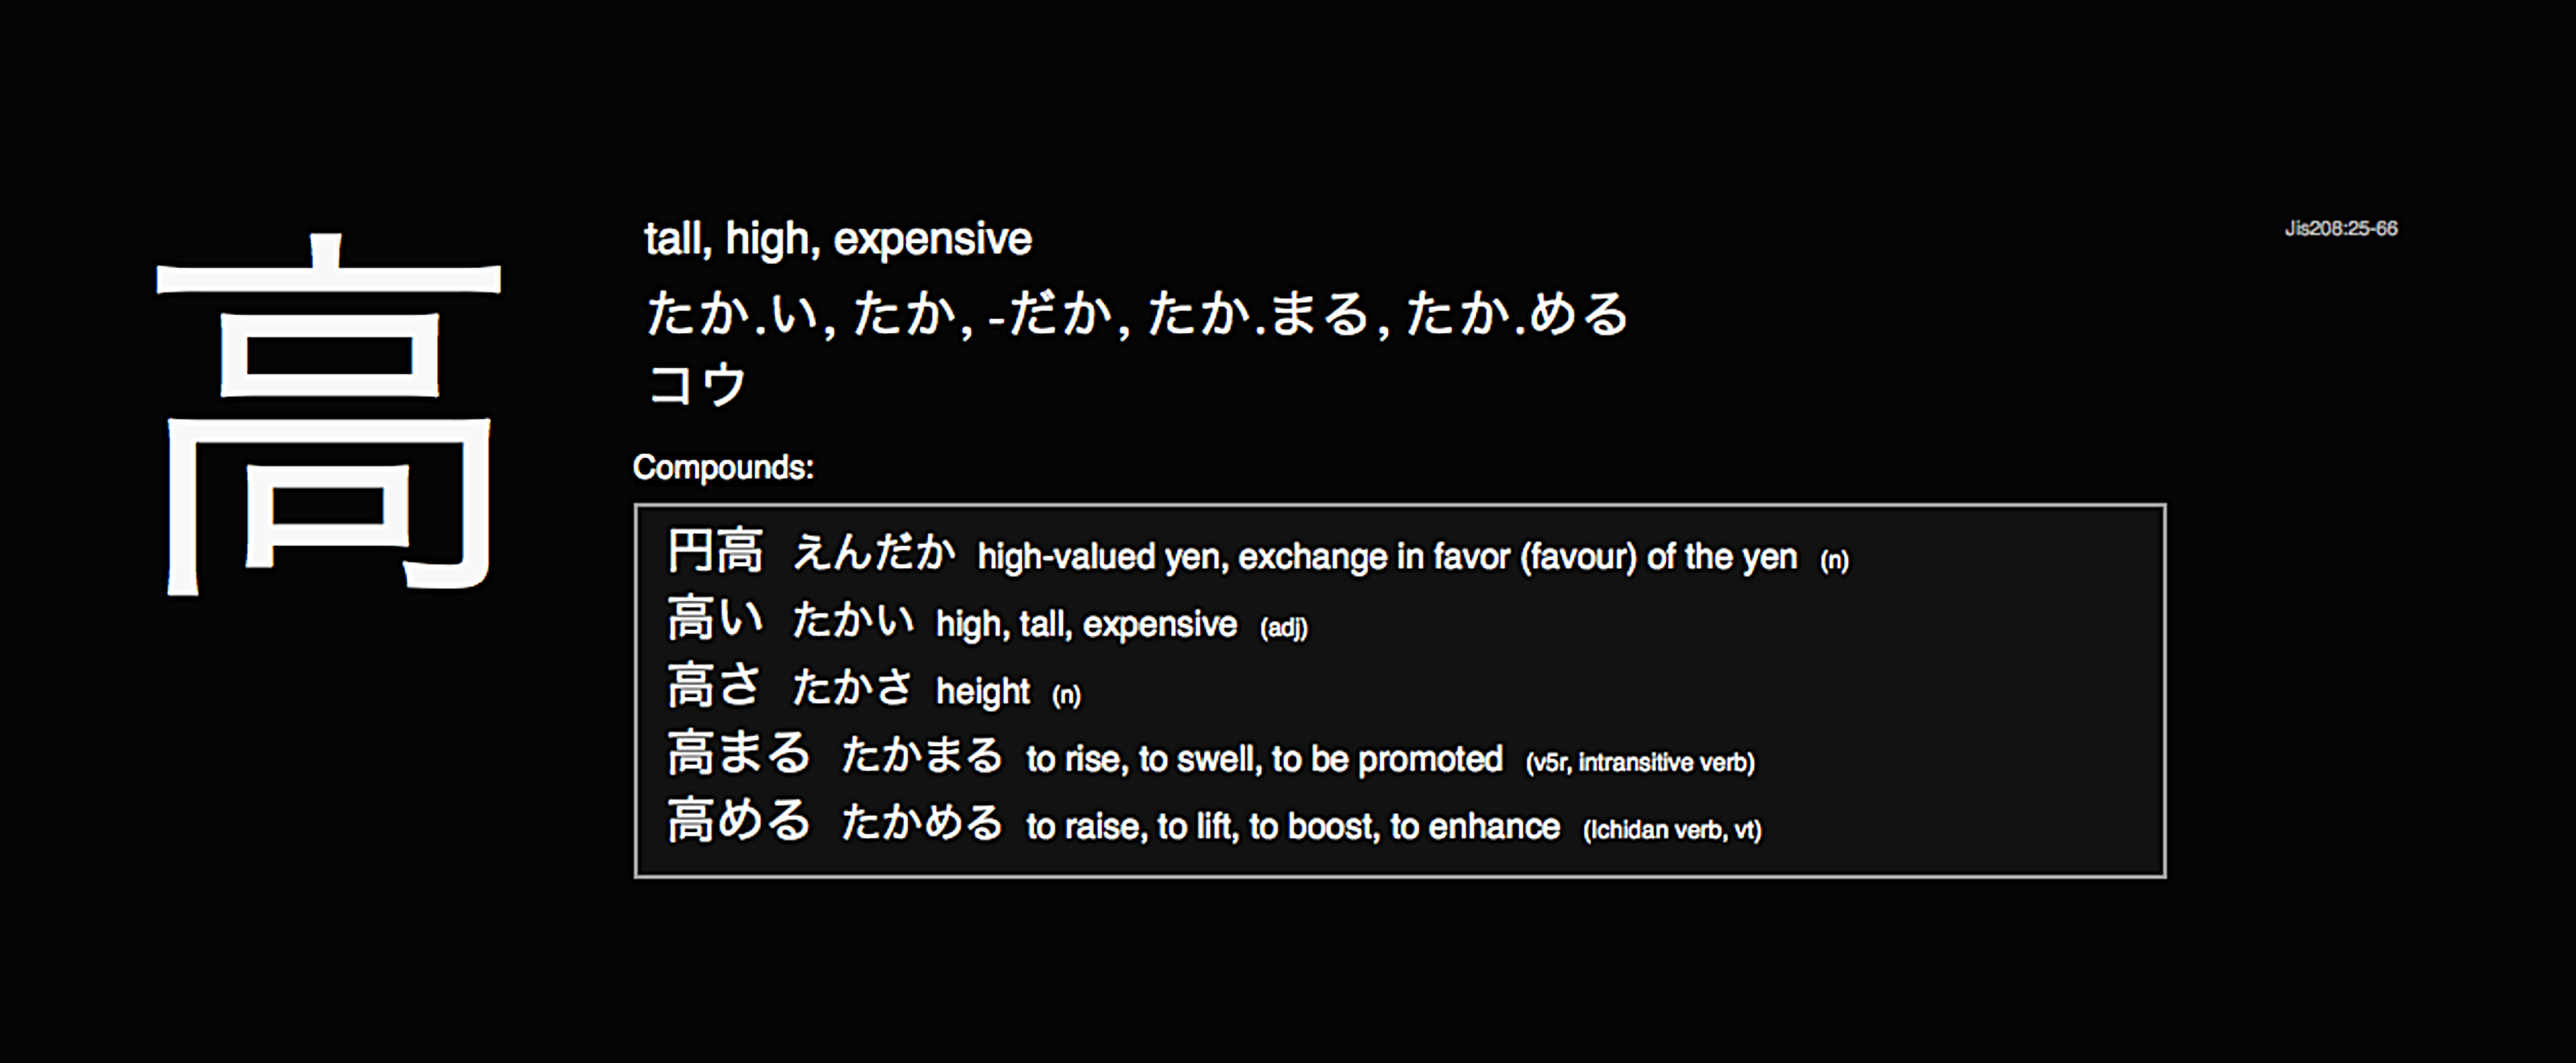 高
tall, high, expensive
Jis208:25-66
たか.い, たか, -だか, たか.まる, たか.める
コウ
Compounds:
円高 えんだか high-valued yen, exchange in favor (favour) of the yen (n)
高い たかい high, tall, expensive (adj)
高さ たかさ height (n)
高まる たかまる to rise, to swell, to be promoted (v5r, intransitive verb)
高める たかめる to raise, to lift, to boost, to enhance (Ichidan verb, vt)